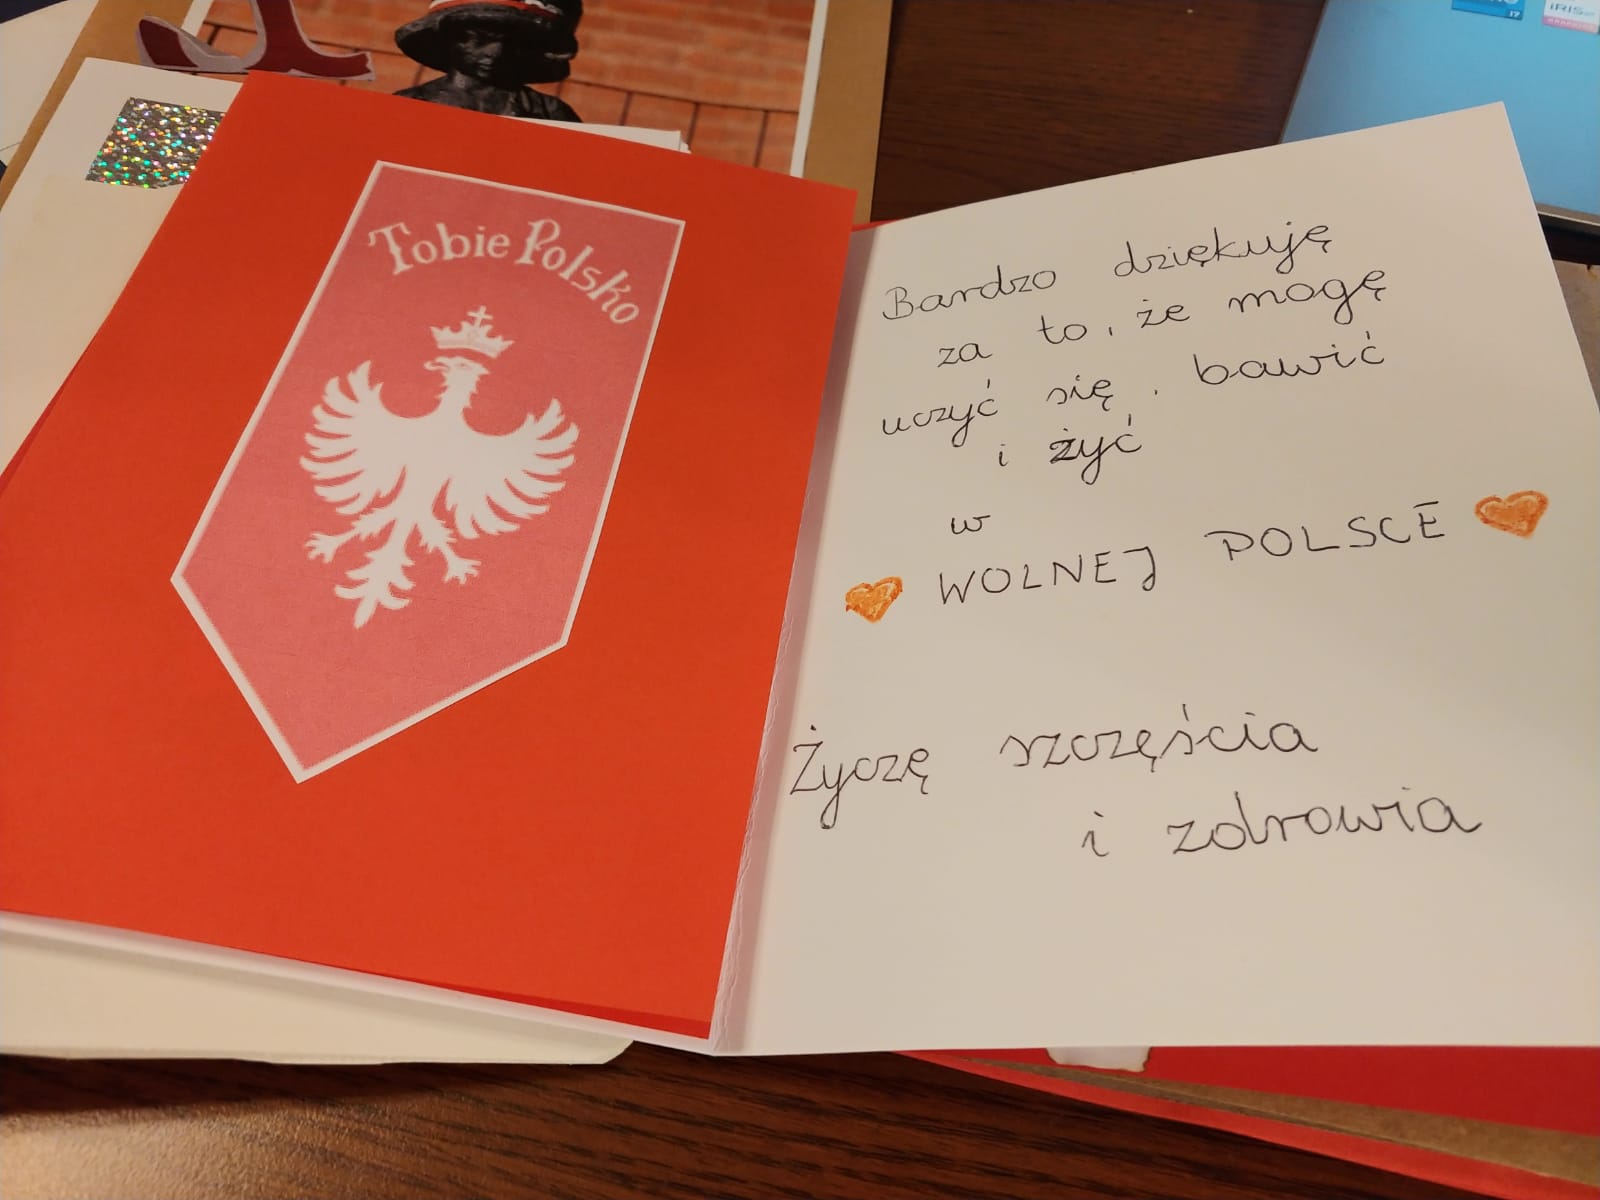 Tobie Polsko
Bardzo dziękuję
za to, że mogę
uczyć się, bawić
i żyć
w
WOLNEJ POLSCE
Życzę szczęścia
i zdrowia